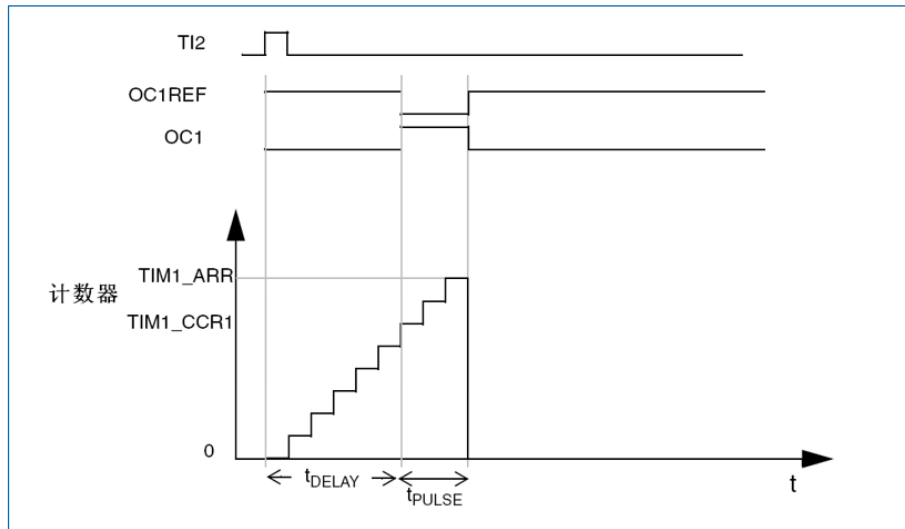 TI2
OC1REF
OC1
TIM1_ARR
计数器
TIM1_CCR1
0
tDELAY
tPULSE
t